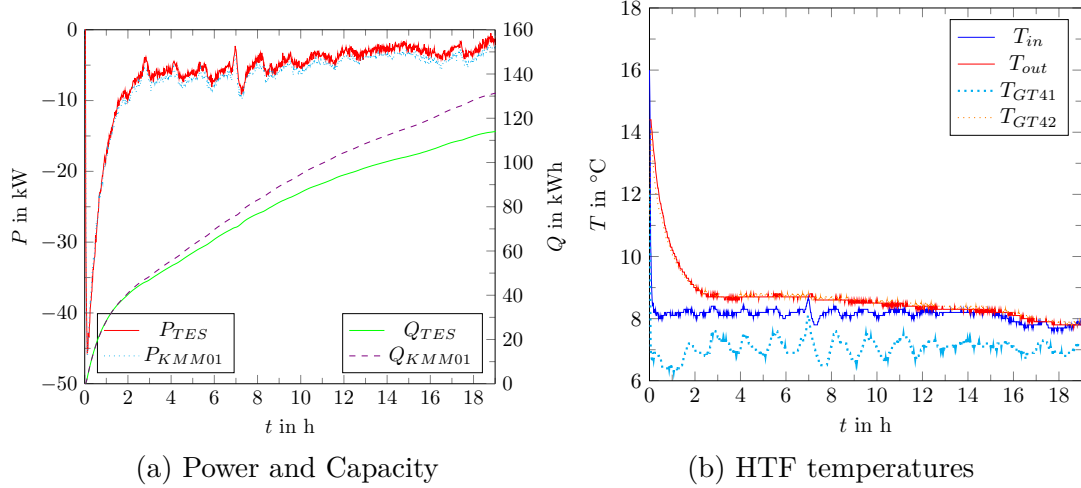 0
−10
−20
−30
−40
−50
P in kW
0 2 4 6 8 10 12 14 16 18
t in h
160
140
120
100
80
60
40
20
0
Q in kWh
P_TES
P_KMM01
Q_TES
Q_KMM01
(a) Power and Capacity
18
16
14
12
10
8
6
T in °C
0 2 4 6 8 10 12 14 16 18
t in h
T_in
T_out
T_GT41
T_GT42
(b) HTF temperatures